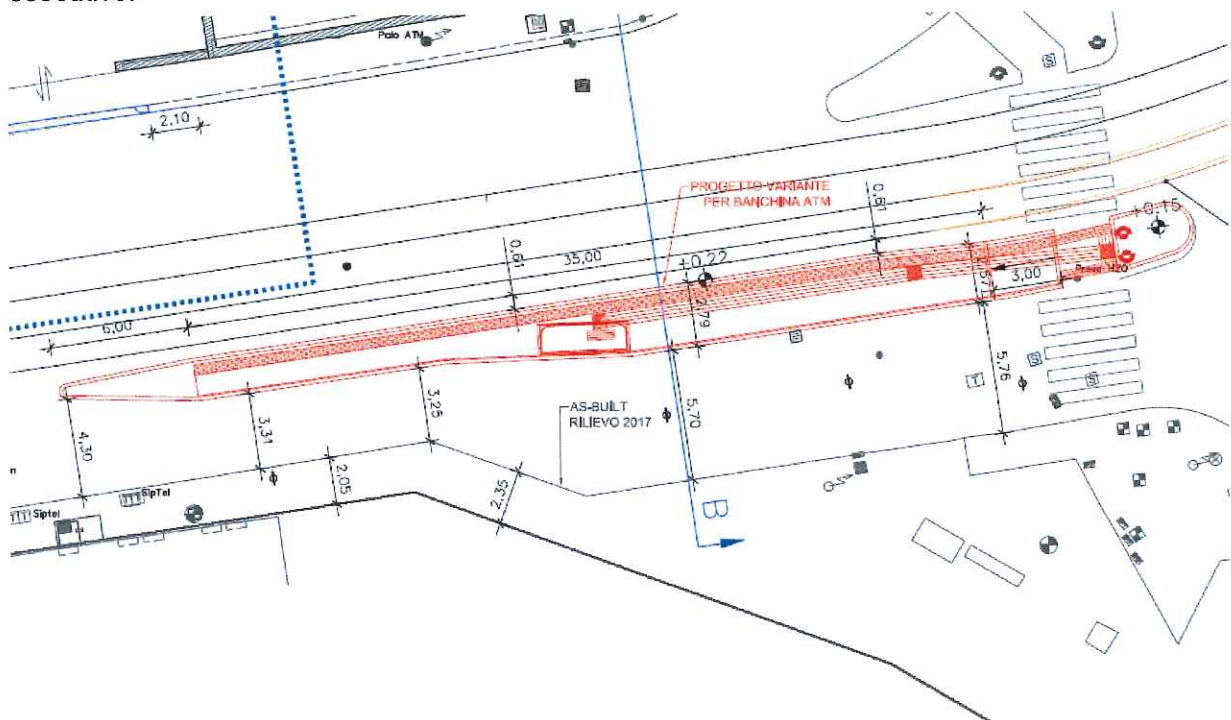 Palo ATM
2.10
PROGETTO VARIANTE
PER BANCHINA ATM
0.61
+0.15
0.61
35,00
+0.22
3,00
6,00
2,79
5,76
3,25
AS-BUILT
RILIEVO 2017
5,70
3,31
4,30
2,05
2,35
SipTel
Siptel
B
T